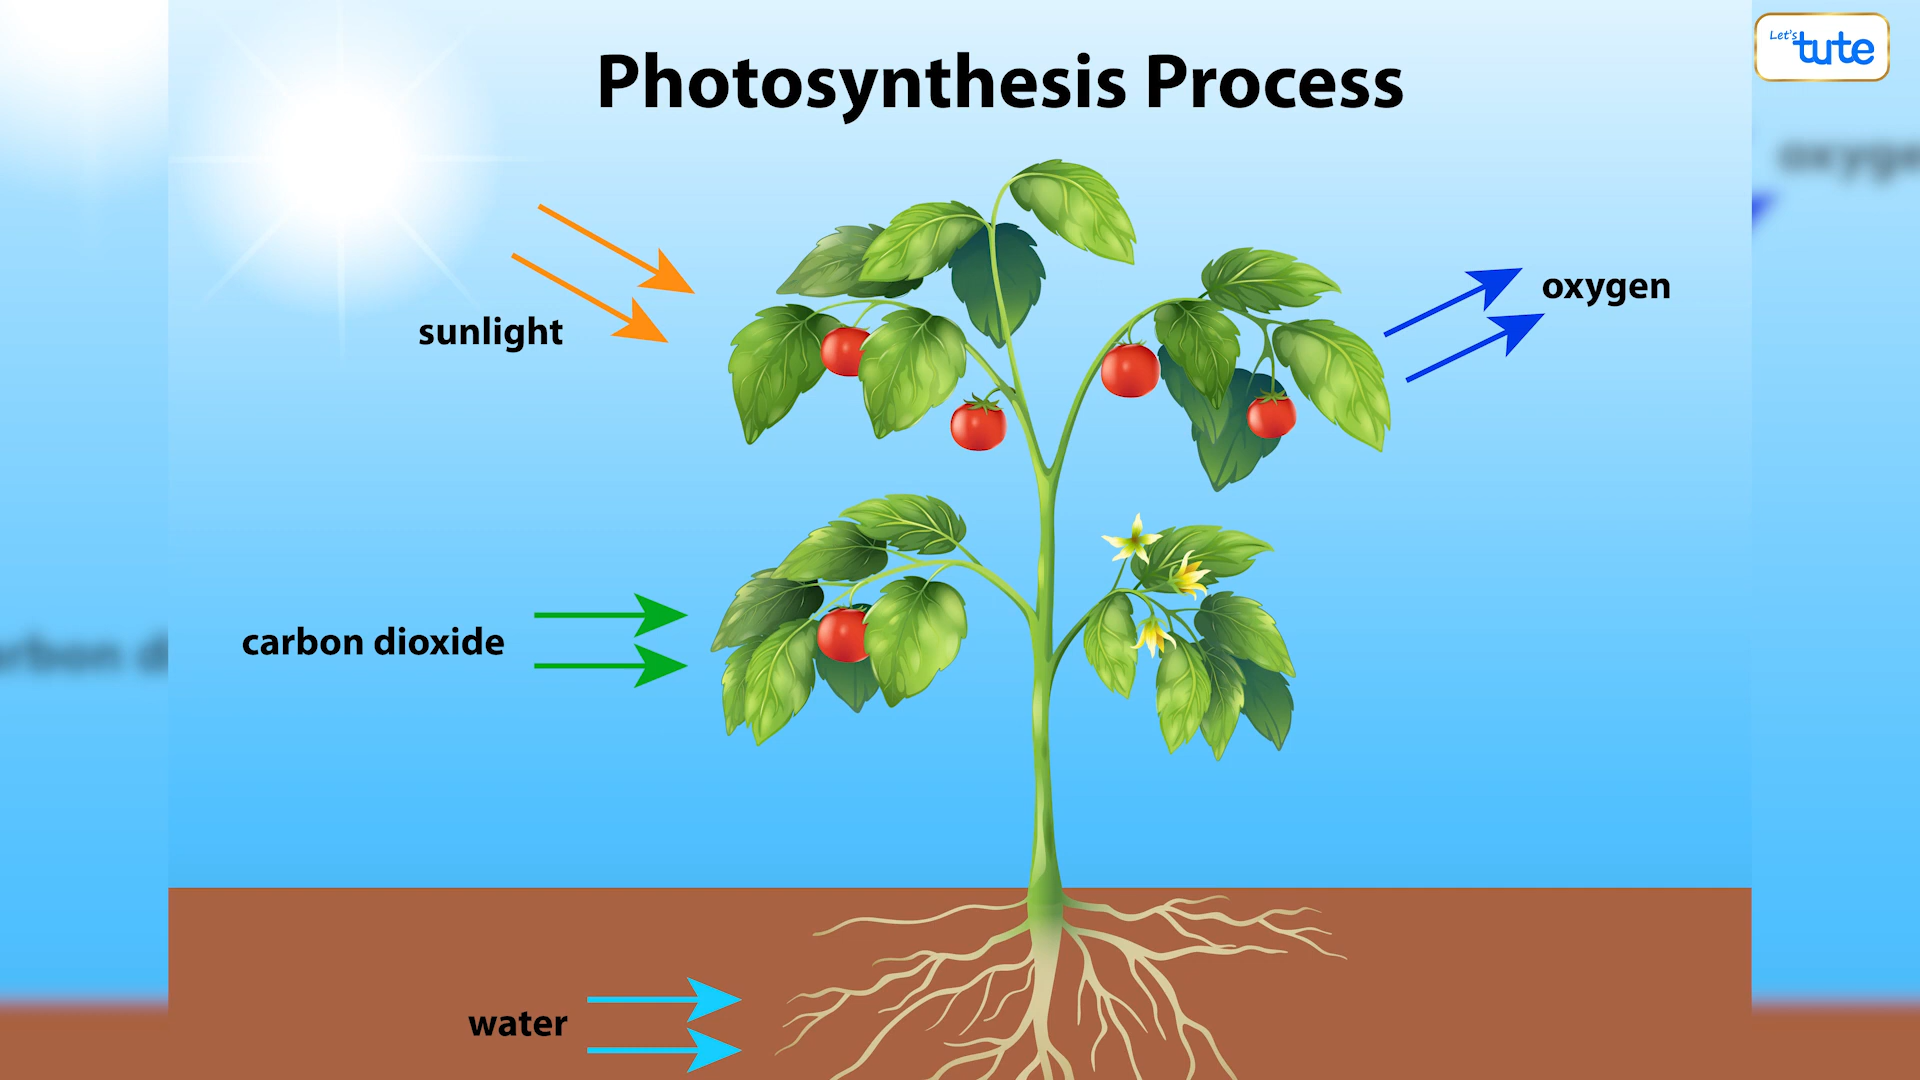 Photosynthesis Process
Let's
tute
sunlight
oxygen
carbon dioxide
water